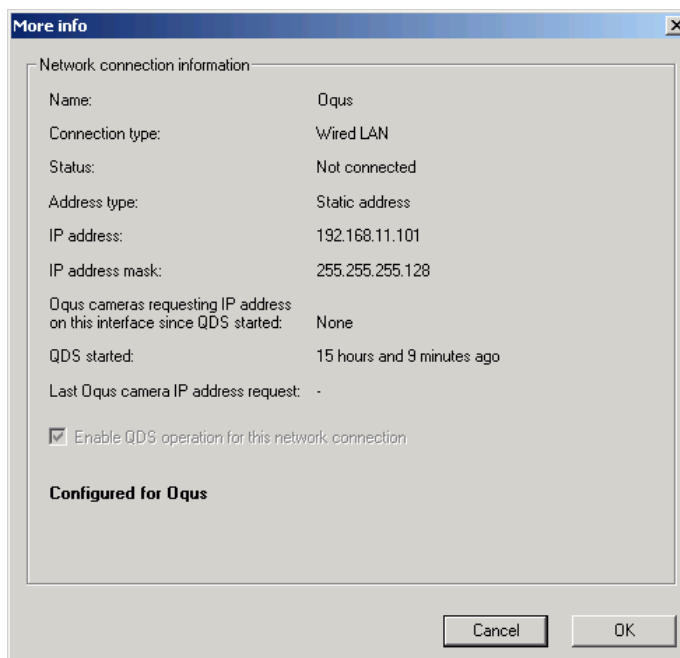 More info
Network connection information
Name: Oqus
Connection type: Wired LAN
Status: Not connected
Address type: Static address
IP address: 192.168.11.101
IP address mask: 255.255.255.128
Oqus cameras requesting IP address
on this interface since QDS started: None
QDS started: 15 hours and 9 minutes ago
Last Oqus camera IP address request: -
Enable QDS operation for this network connection
Configured for Oqus
Cancel OK